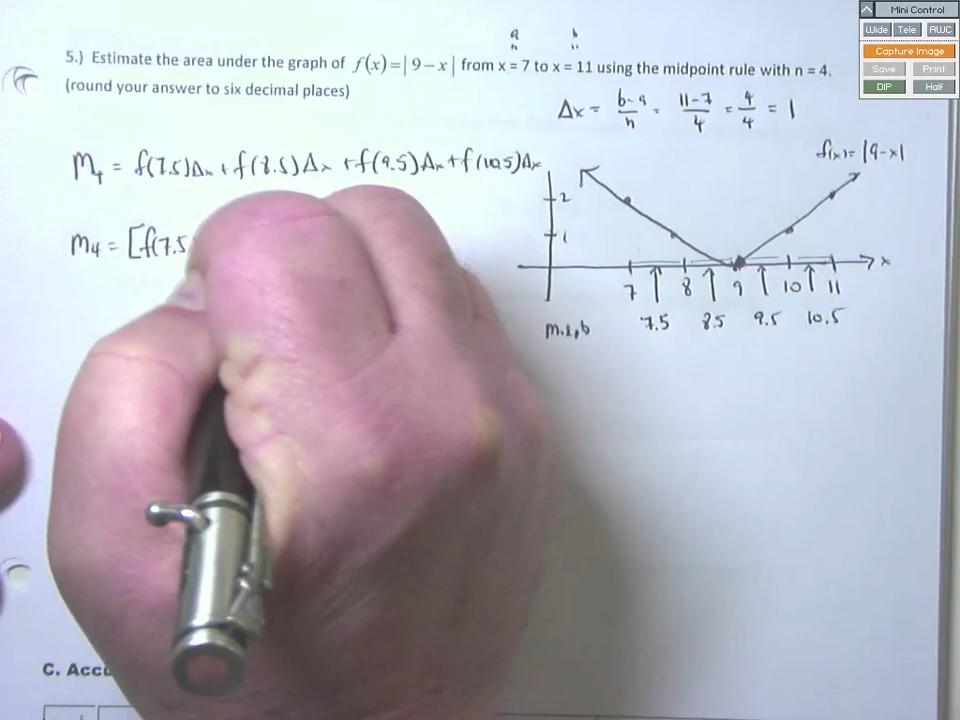 Mini Control
Wide Tele AWC
Capture Image
Save Print
DIP Half
a b
5.) Estimate the area under the graph of f(x)=|9−x| from x = 7 to x = 11 using the midpoint rule with n = 4.
(round your answer to six decimal places)
Δx = b-a/n = 11-7/4 = 4/4 = 1
f(x)= |9-x|
M4 = f(7.5)Δx + f(8.5)Δx + f(9.5)Δx + f(10.5)Δx
2
M4 = [f(7.5
1
x
7 8 9 10 11
7.5 8.5 9.5 10.5
C. Acc